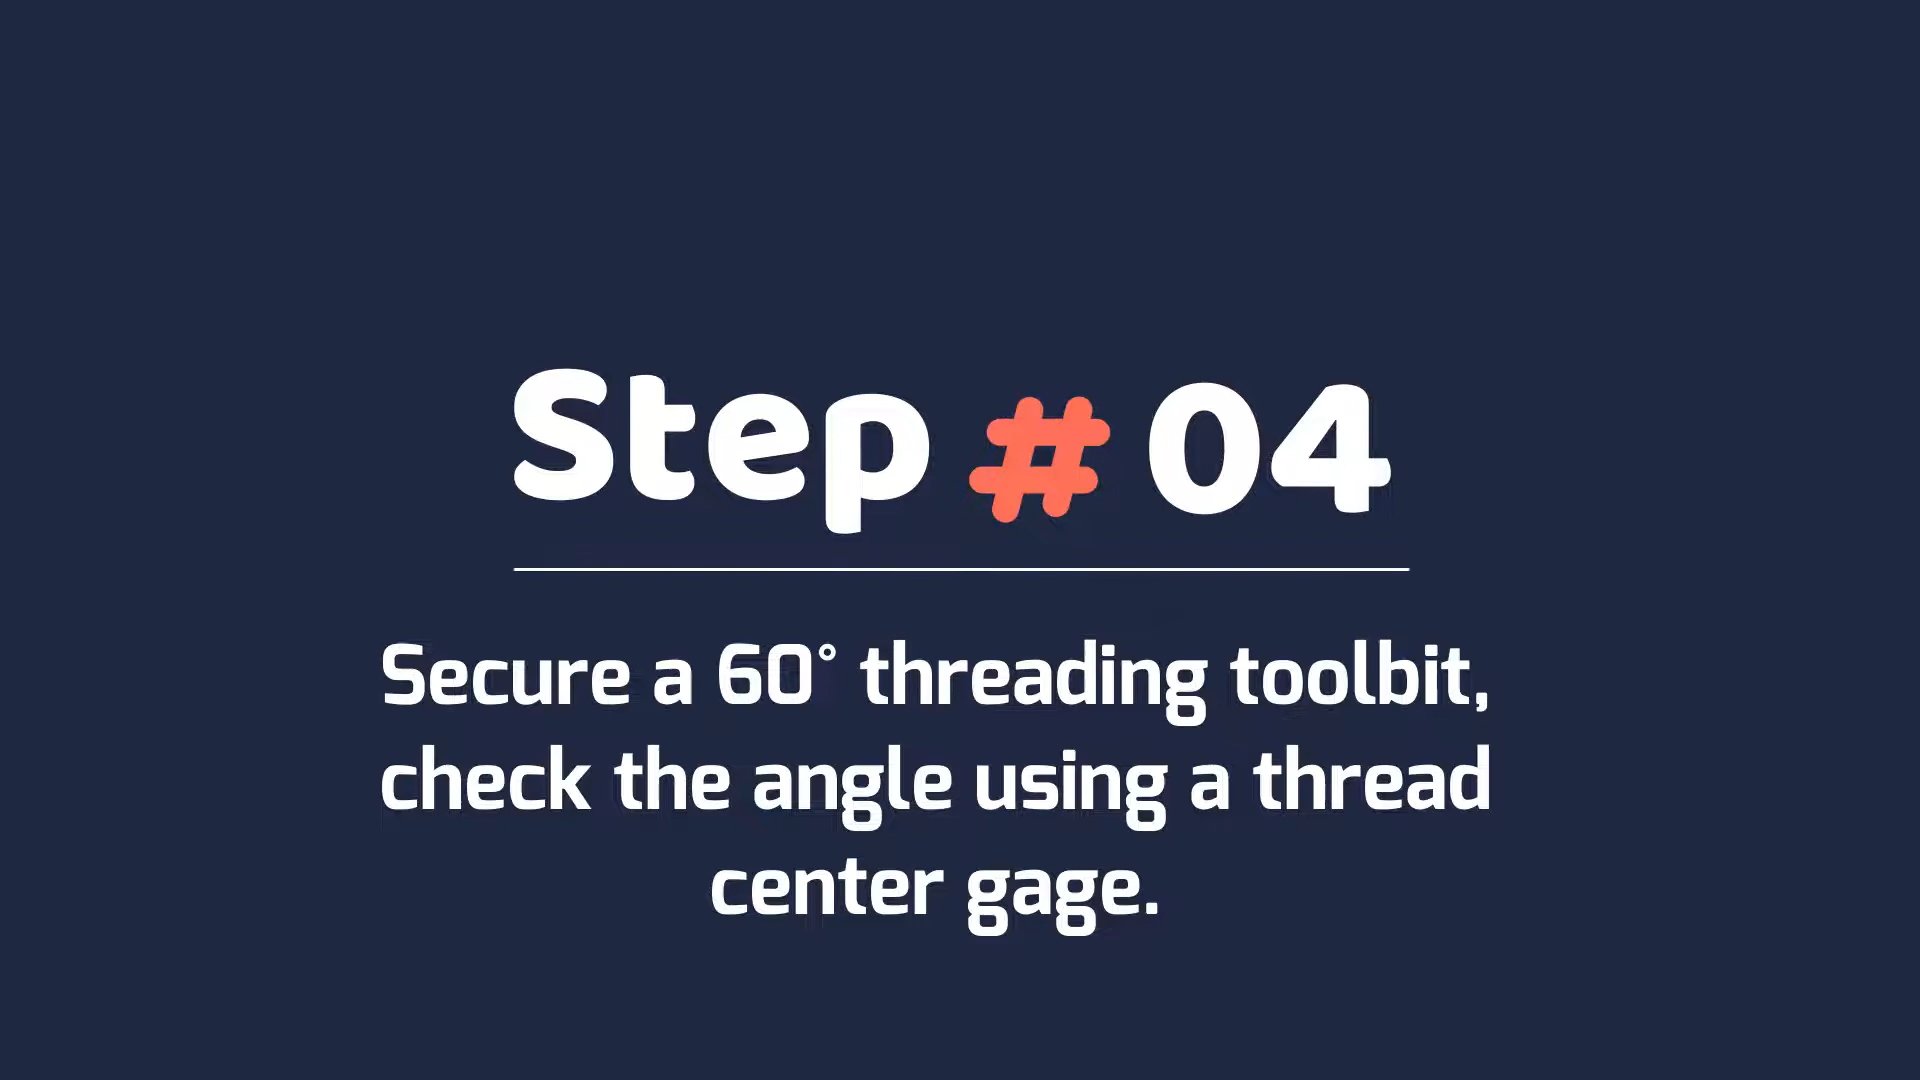 Step # 04
Secure a 60° threading toolbit,
check the angle using a thread
center gage.